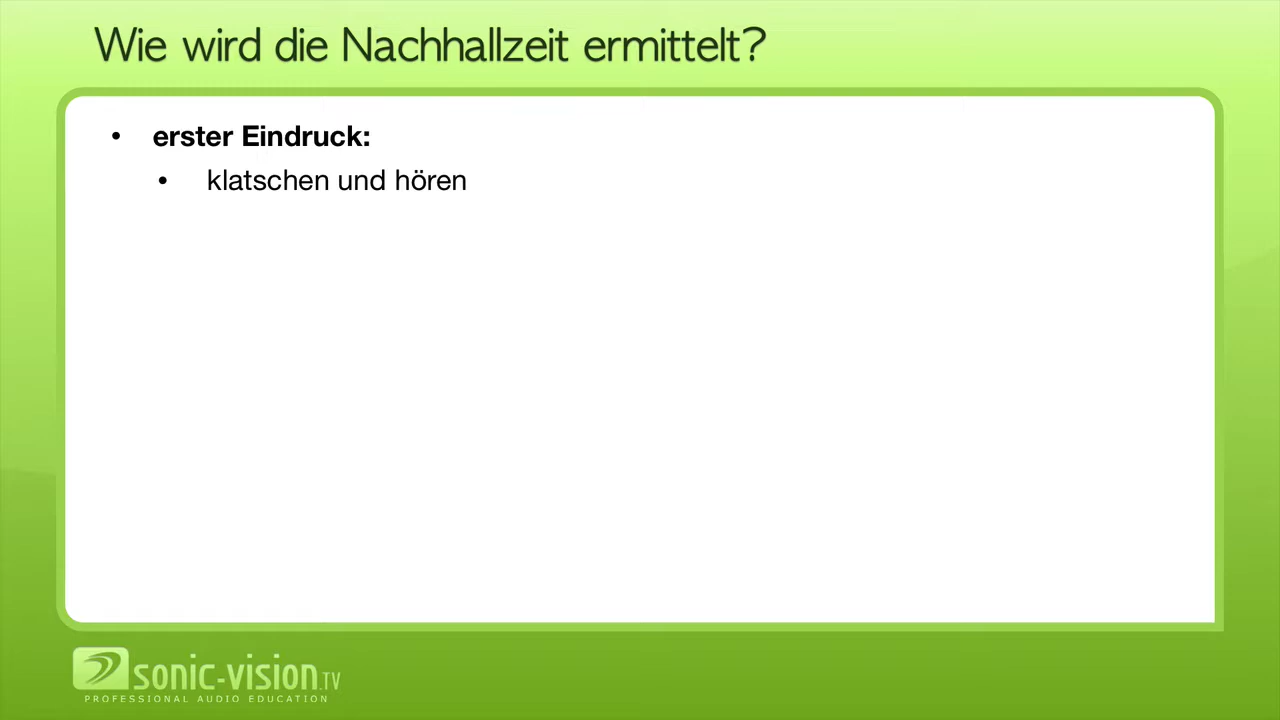 Wie wird die Nachhallzeit ermittelt?
• erster Eindruck:
• klatschen und hören
sonic-vision.TV
PROFESSIONAL AUDIO EDUCATION